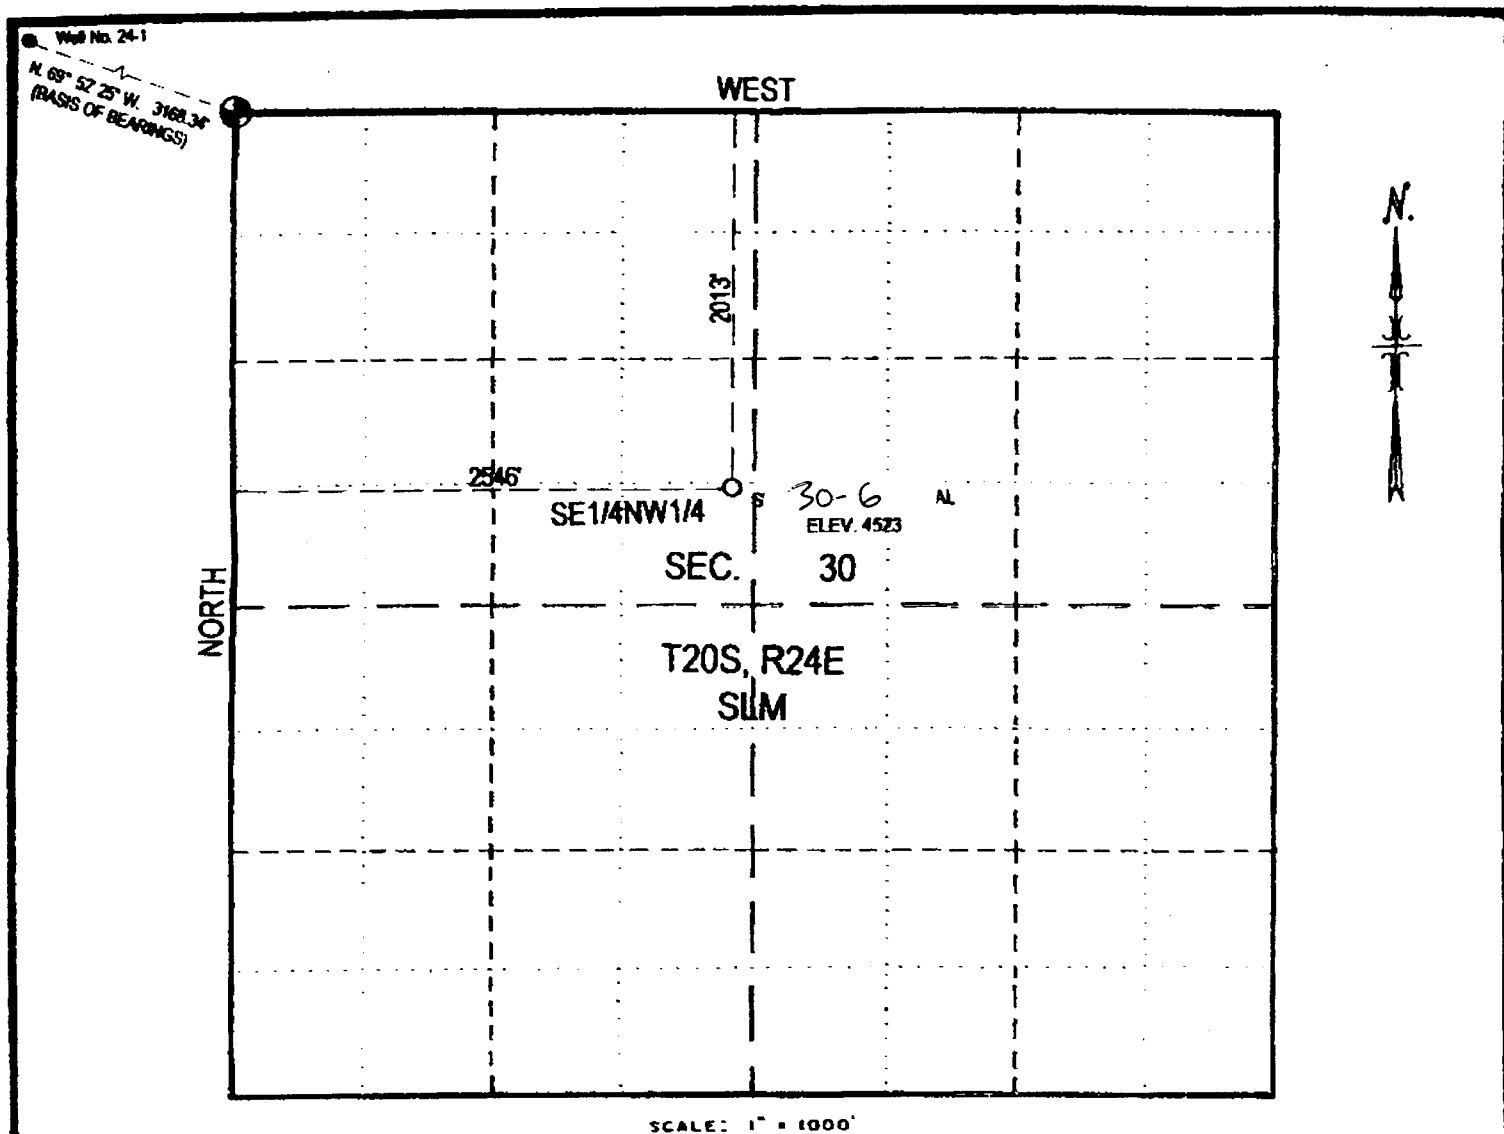 Well No. 24-1
N. 69° 52' 25" W. 3168.34'
(BASIS OF BEARINGS)
WEST
N.
2013'
2546'
SE1/4NW1/4
S 30-6 AL
ELEV. 4523
SEC. 30
NORTH
T20S, R24E
SLM
SCALE: 1" = 1000'